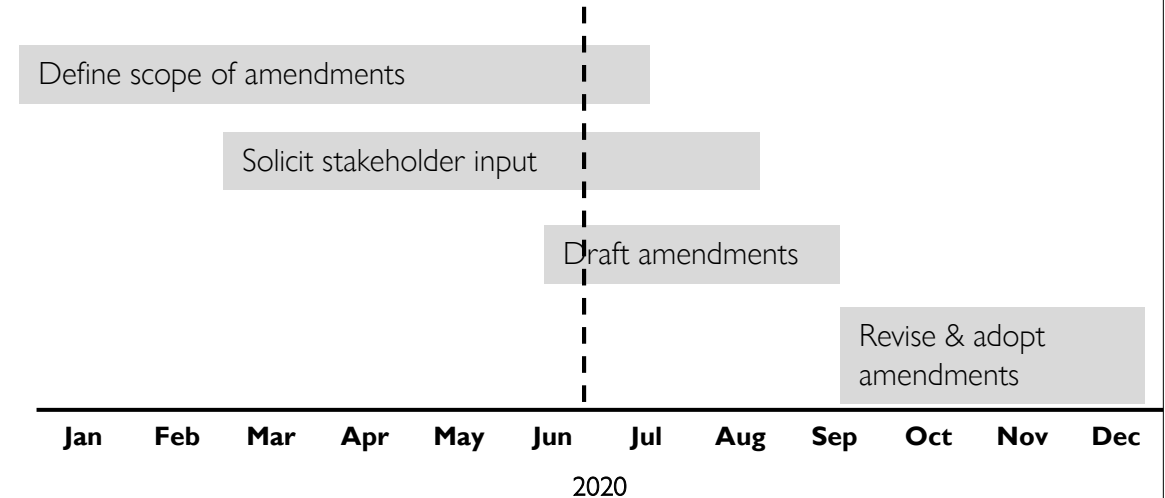 Define scope of amendments
Solicit stakeholder input
Draft amendments
Revise & adopt
amendments
Jan Feb Mar Apr May Jun Jul Aug Sep Oct Nov Dec
2020